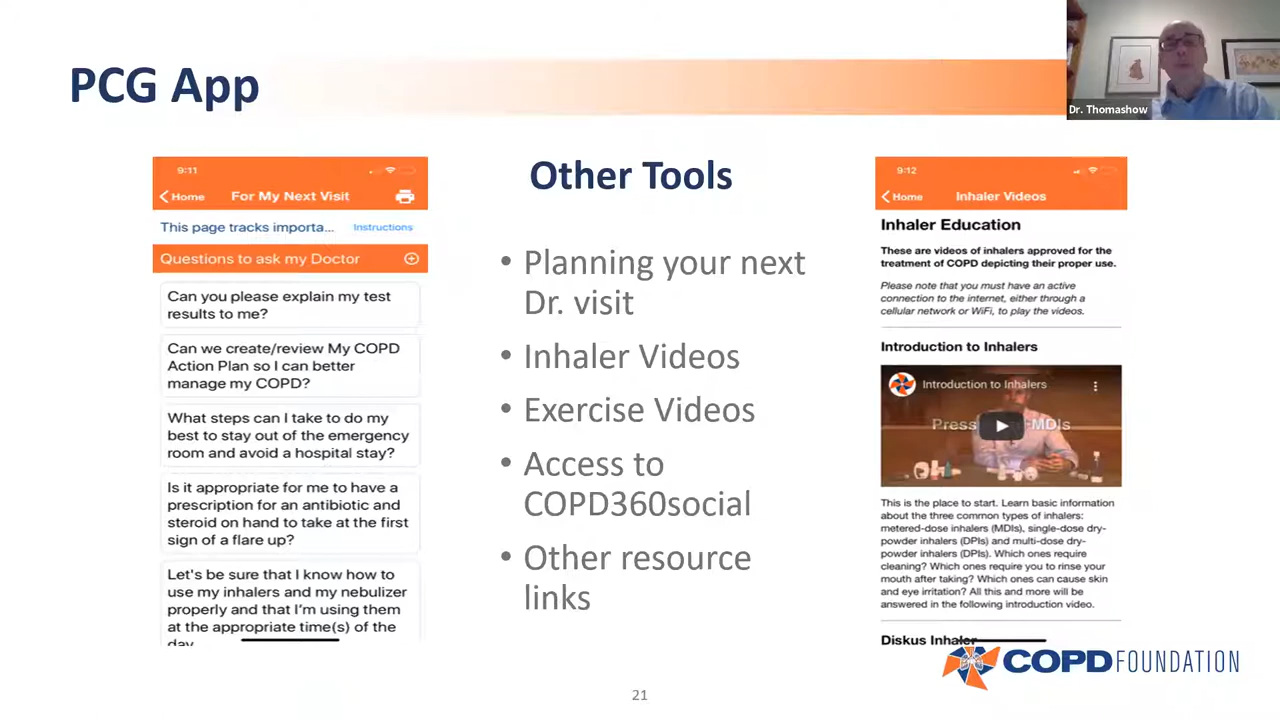 PCG App
Dr. Thomashow
9:11
Home
For My Next Visit
This page tracks importa...
Instructions
Questions to ask my Doctor
Can you please explain my test
results to me?
Can we create/review My COPD
Action Plan so I can better
manage my COPD?
What steps can I take to do my
best to stay out of the emergency
room and avoid a hospital stay?
Is it appropriate for me to have a
prescription for an antibiotic and
steroid on hand to take at the first
sign of a flare up?
Let's be sure that I know how to
use my inhalers and my nebulizer
properly and that I'm using them
at the appropriate time(s) of the
day
Other Tools
• Planning your next
Dr. visit
• Inhaler Videos
• Exercise Videos
• Access to
COPD360social
• Other resource
links
9:12
Home
Inhaler Videos
Inhaler Education
These are videos of inhalers approved for the
treatment of COPD depicting their proper use.
Please note that you must have an active
connection to the internet, either through a
cellular network or WiFi, to play the videos.
Introduction to Inhalers
Introduction to Inhalers
Press MDIs
This is the place to start. Learn basic information
about the three common types of inhalers:
metered-dose inhalers (MDIs), single-dose dry-
powder inhalers (DPIs) and multi-dose dry-
powder inhalers (DPIs). Which ones require
cleaning? Which ones require you to rinse your
mouth after taking? Which ones can cause skin
and eye irritation? All this and more will be
answered in the following introduction video.
Diskus Inhaler
COPDFOUNDATION
21